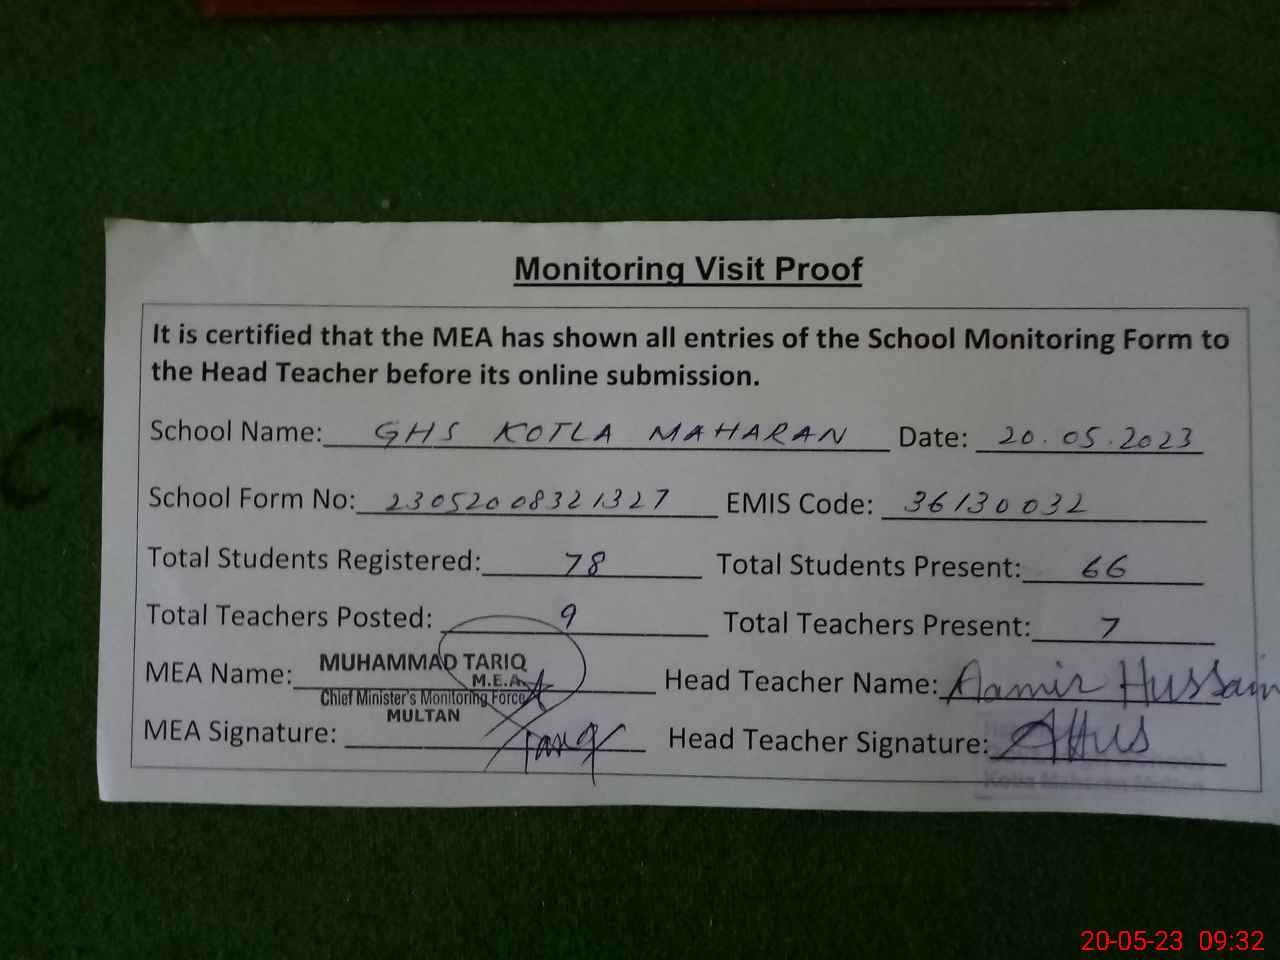 Monitoring Visit Proof
It is certified that the MEA has shown all entries of the School Monitoring Form to
the Head Teacher before its online submission.
School Name: GHS KOTLA MAHARAN Date: 20.05.2023
School Form No: 23052008321327 EMIS Code: 36130032
Total Students Registered: 78 Total Students Present: 66
Total Teachers Posted: 9 Total Teachers Present: 7
MEA Name: MUHAMMAD TARIQ Head Teacher Name: Aamir Hussain
M.E.A.
Chief Minister's Monitoring Force
MULTAN
MEA Signature: Tariq Head Teacher Signature:
Kotla
20-05-23 09:32